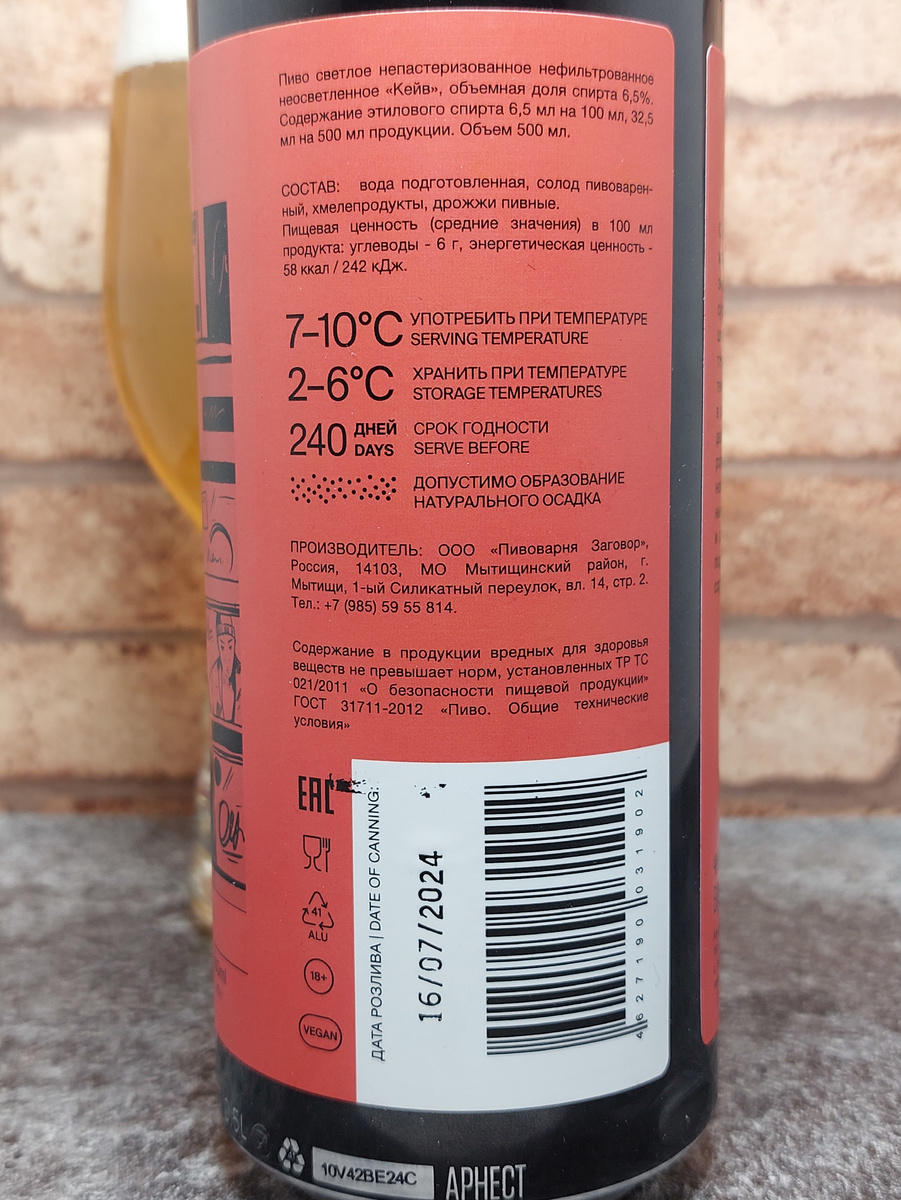 Пиво светлое непастеризованное нефильтрованное
неосветленное «Кейв», объемная доля спирта 6,5%.
Содержание этилового спирта 6,5 мл на 100 мл, 32,5
мл на 500 мл продукции. Объем 500 мл.
СОСТАВ: вода подготовленная, солод пивоварен-
ный, хмелепродукты, дрожжи пивные.
Пищевая ценность (средние значения) в 100 мл
продукта: углеводы - 6 г, энергетическая ценность -
58 ккал / 242 кДж.
7–10°C УПОТРЕБИТЬ ПРИ ТЕМПЕРАТУРЕ
SERVING TEMPERATURE
2–6°C ХРАНИТЬ ПРИ ТЕМПЕРАТУРЕ
STORAGE TEMPERATURES
240 ДНЕЙ СРОК ГОДНОСТИ
DAYS SERVE BEFORE
ДОПУСТИМО ОБРАЗОВАНИЕ
НАТУРАЛЬНОГО ОСАДКА
ПРОИЗВОДИТЕЛЬ: ООО «Пивоварня Заговор»,
Россия, 14103, МО Мытищинский район, г.
Мытищи, 1-ый Силикатный переулок, вл. 14, стр. 2.
Тел.: +7 (985) 59 55 814.
Содержание в продукции вредных для здоровья
веществ не превышает норм, установленных ТР ТС
021/2011 «О безопасности пищевой продукции»
ГОСТ 31711-2012 «Пиво. Общие технические
условия»
EAC
41
ALU
18+
VEGAN
ДАТА РОЗЛИВА | DATE OF CANNING:
16/07/2024
4627190031902
10V42BE24C
АРНЕСТ